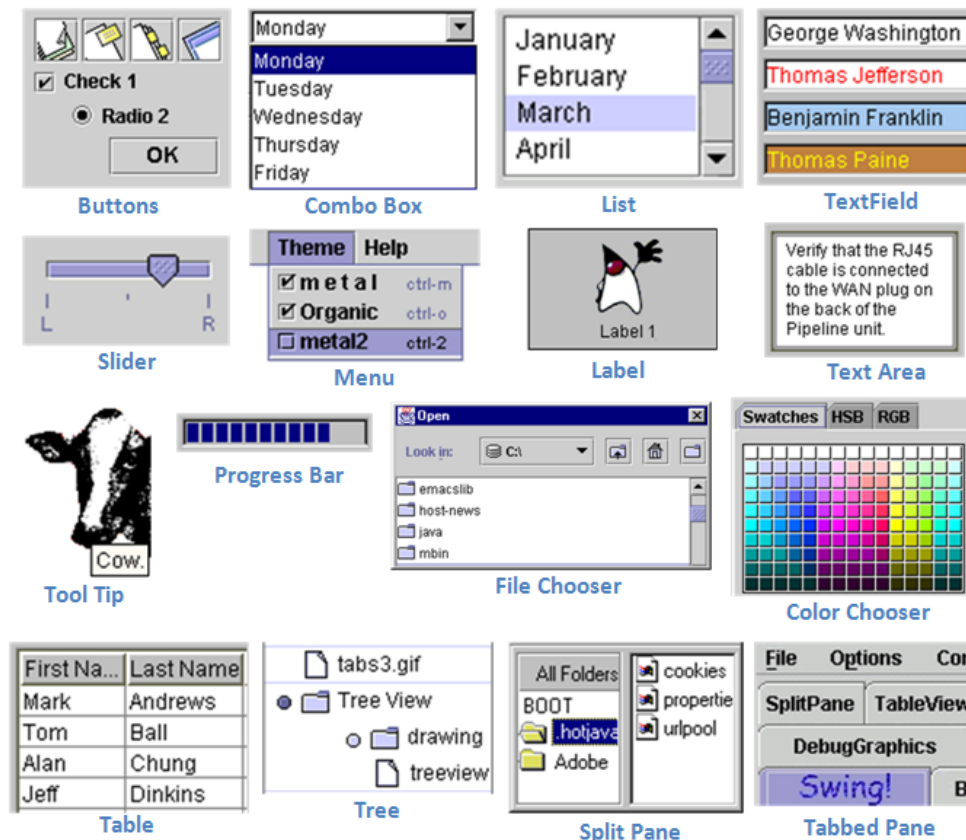 Check 1
Radio 2
OK
Buttons
Monday
Monday
Tuesday
Wednesday
Thursday
Friday
Combo Box
January
February
March
April
List
George Washington
Thomas Jefferson
Benjamin Franklin
Thomas Paine
TextField
L R
Slider
Theme Help
metal ctrl-m
Organic ctrl-o
metal2 ctrl-2
Menu
Label 1
Label
Verify that the RJ45
cable is connected
to the WAN plug on
the back of the
Pipeline unit.
Text Area
Cow.
Tool Tip
Progress Bar
Open
Look in: C:\
emacslib
host-news
java
mbin
File Chooser
Swatches HSB RGB
Color Chooser
First Na... Last Name
Mark Andrews
Tom Ball
Alan Chung
Jeff Dinkins
Table
tabs3.gif
Tree View
drawing
treeview
Tree
All Folders
BOOT
.hotjava
Adobe
cookies
propertie
urlpool
Split Pane
File Options Con
SplitPane TableView
DebugGraphics
Swing! B
Tabbed Pane